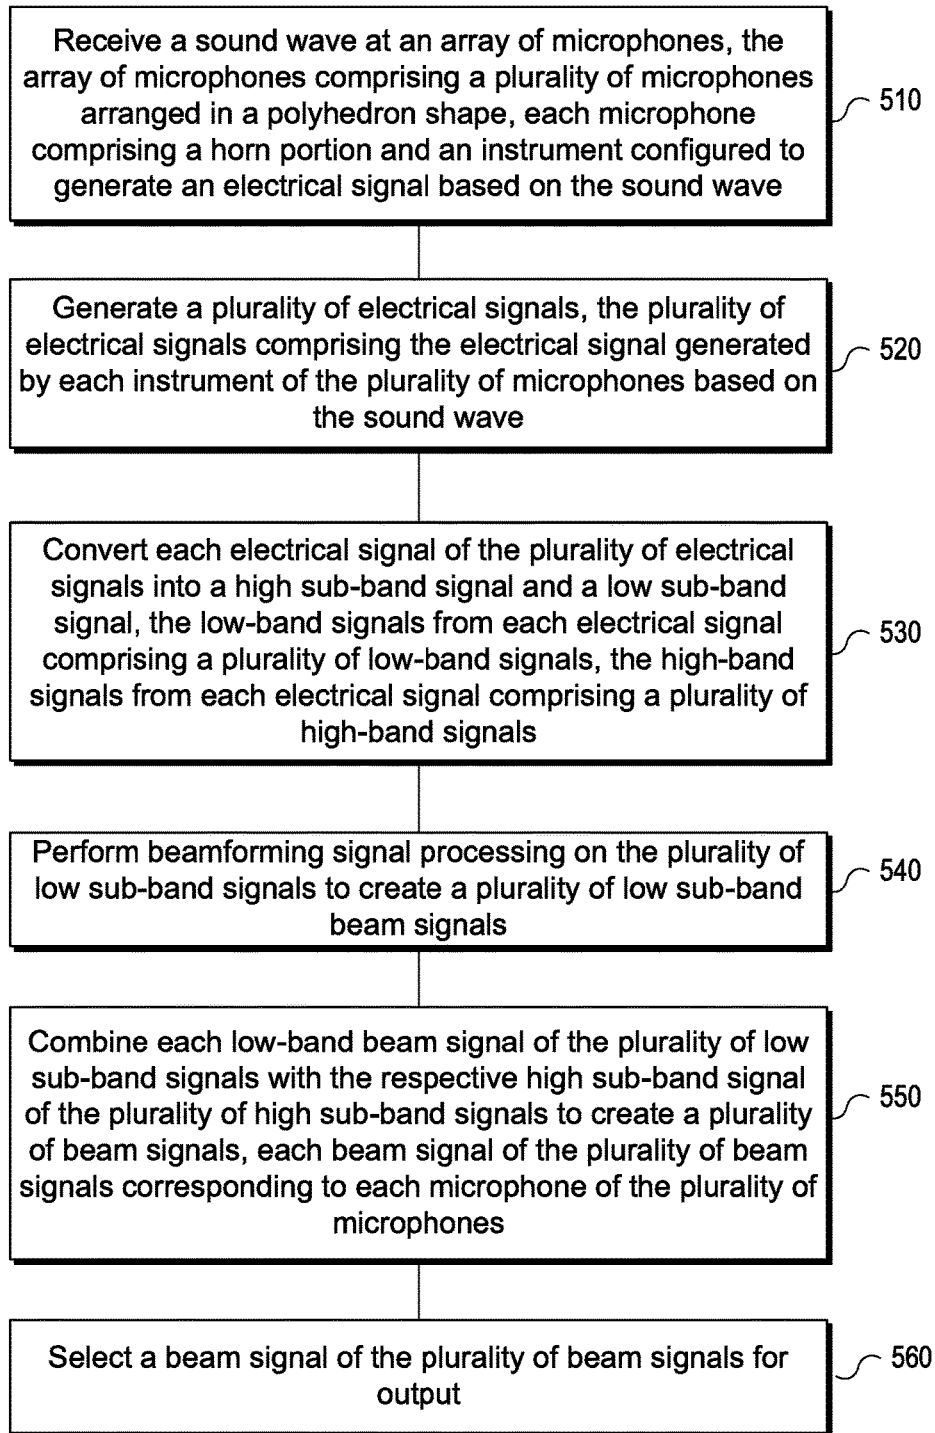 Receive a sound wave at an array of microphones, the
array of microphones comprising a plurality of microphones
arranged in a polyhedron shape, each microphone
comprising a horn portion and an instrument configured to
generate an electrical signal based on the sound wave
510
Generate a plurality of electrical signals, the plurality of
electrical signals comprising the electrical signal generated
by each instrument of the plurality of microphones based on
the sound wave
520
Convert each electrical signal of the plurality of electrical
signals into a high sub-band signal and a low sub-band
signal, the low-band signals from each electrical signal
comprising a plurality of low-band signals, the high-band
signals from each electrical signal comprising a plurality of
high-band signals
530
Perform beamforming signal processing on the plurality of
low sub-band signals to create a plurality of low sub-band
beam signals
540
Combine each low-band beam signal of the plurality of low
sub-band signals with the respective high sub-band signal
of the plurality of high sub-band signals to create a plurality
of beam signals, each beam signal of the plurality of beam
signals corresponding to each microphone of the plurality of
microphones
550
Select a beam signal of the plurality of beam signals for
output
560